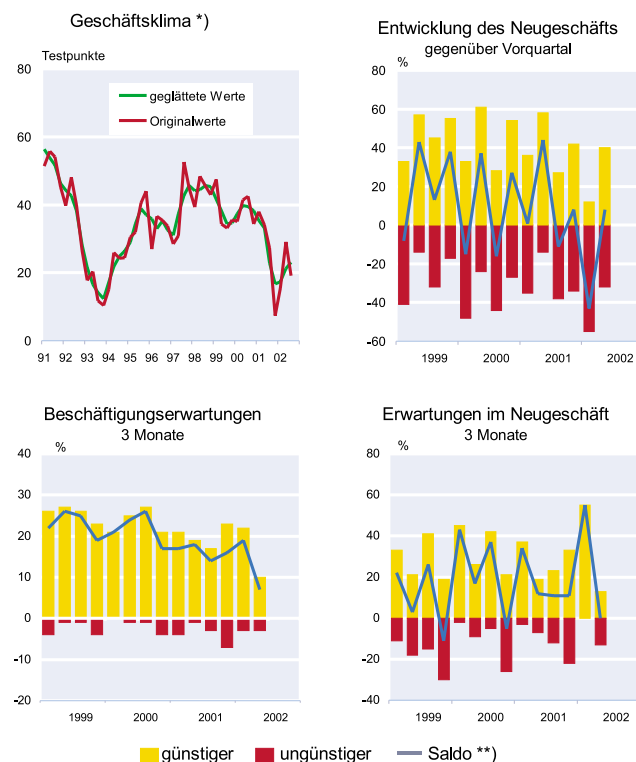 Geschäftsklima *)
Testpunkte
80
60
40
20
0
geglättete Werte
Originalwerte
91 92 93 94 95 96 97 98 99 00 01 02
Entwicklung des Neugeschäfts
gegenüber Vorquartal
%
80
60
40
20
0
-20
-40
-60
1999 2000 2001 2002
Beschäftigungserwartungen
3 Monate
%
40
30
20
10
0
-10
-20
1999 2000 2001 2002
Erwartungen im Neugeschäft
3 Monate
%
80
60
40
20
0
-20
-40
1999 2000 2001 2002
günstiger ungünstiger Saldo **)